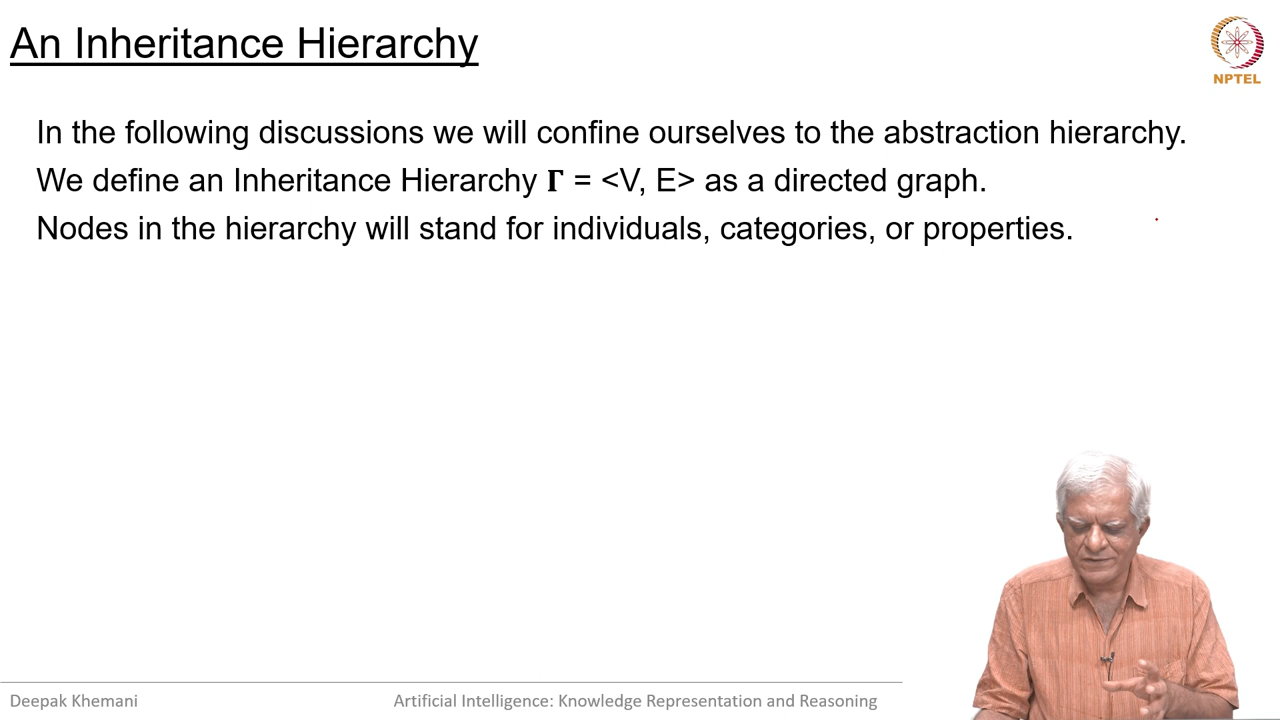 An Inheritance Hierarchy
NPTEL
In the following discussions we will confine ourselves to the abstraction hierarchy.
We define an Inheritance Hierarchy Γ = <V, E> as a directed graph.
Nodes in the hierarchy will stand for individuals, categories, or properties.
Deepak Khemani
Artificial Intelligence: Knowledge Representation and Reasoning